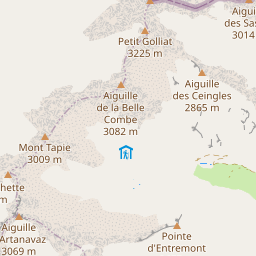 Aiguille
des Sas
3014
Petit Golliat
3225 m
Aiguille
de la Belle
Combe
3082 m
Aiguille
des Ceingles
2865 m
Mont Tapie
3009 m
chette
m
Aiguille
Artanavaz
3069 m
Pointe
d'Entremont